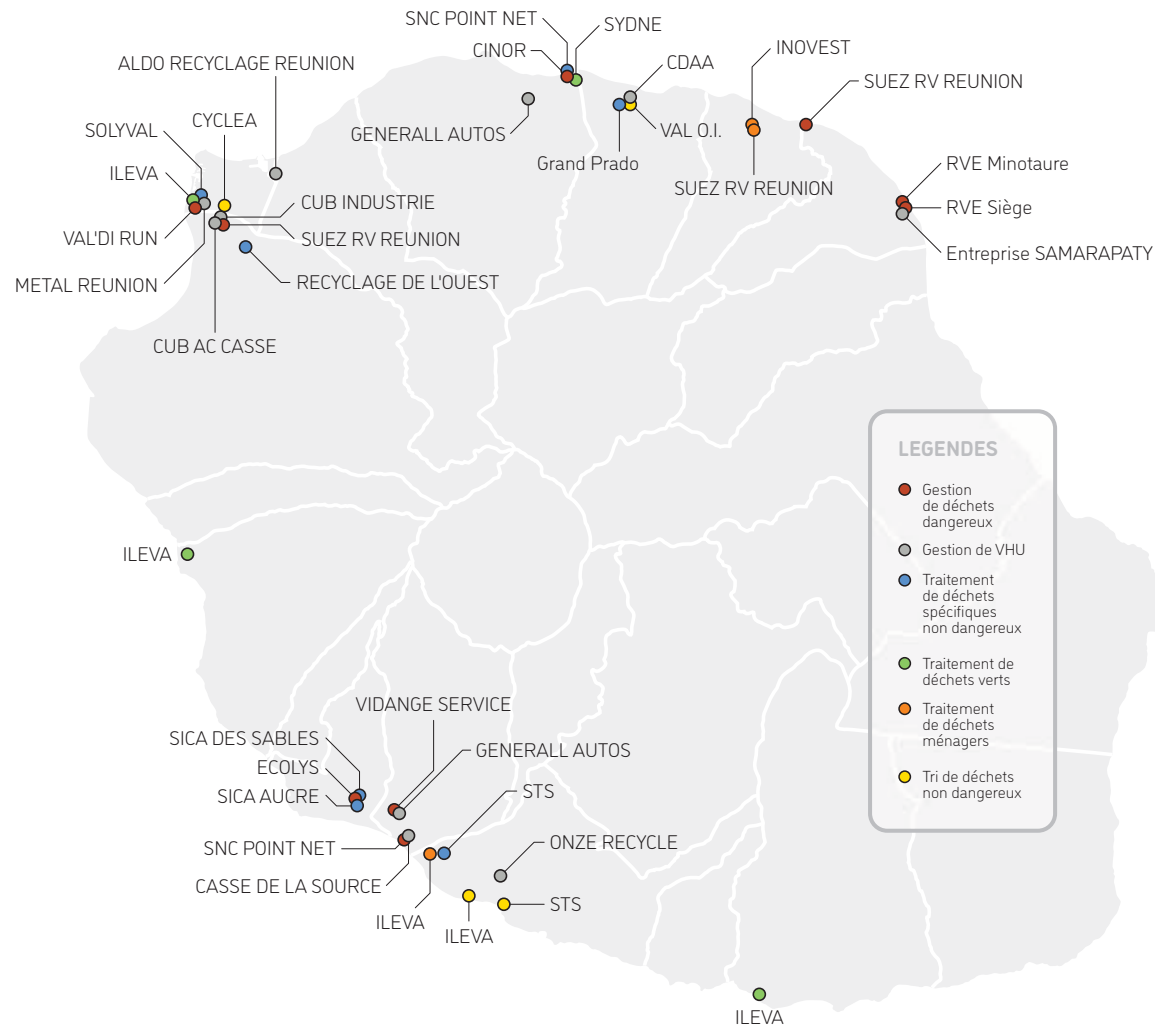 SNC POINT NET
SYDNE
CINOR
INOVEST
ALDO RECYCLAGE REUNION
CDAA
SUEZ RV REUNION
SOLYVAL
CYCLEA
GENERALL AUTOS
VAL O.I.
Grand Prado
RVE Minotaure
ILEVA
SUEZ RV REUNION
CUB INDUSTRIE
RVE Siège
VAL'DI RUN
SUEZ RV REUNION
Entreprise SAMARAPATY
METAL REUNION
RECYCLAGE DE L'OUEST
CUB AC CASSE
LEGENDES
Gestion
de déchets
dangereux
Gestion de VHU
Traitement
de déchets
spécifiques
non dangereux
Traitement de
déchets verts
Traitement
de déchets
ménagers
Tri de déchets
non dangereux
ILEVA
VIDANGE SERVICE
SICA DES SABLES
GENERALL AUTOS
ECOLYS
SICA AUCRE
STS
SNC POINT NET
ONZE RECYCLE
CASSE DE LA SOURCE
STS
ILEVA
ILEVA
ILEVA